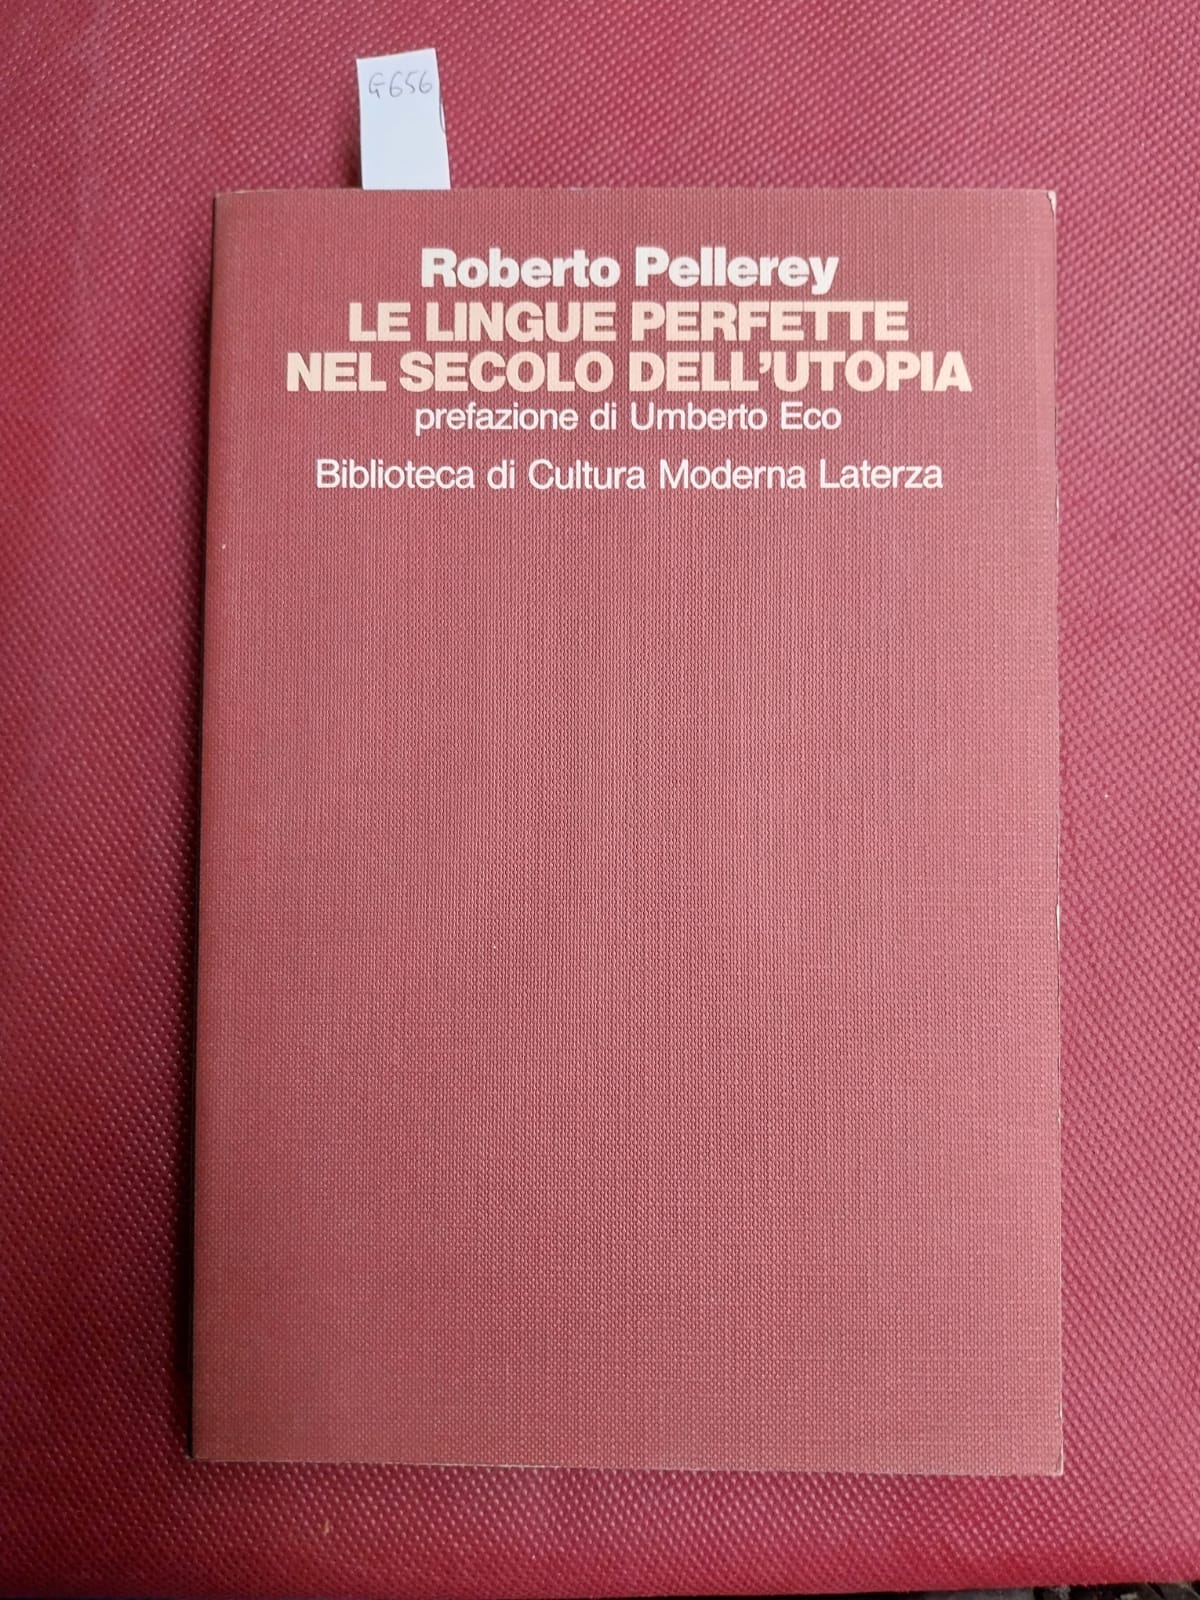 G656
Roberto Pellerey
LE LINGUE PERFETTE
NEL SECOLO DELL'UTOPIA
prefazione di Umberto Eco
Biblioteca di Cultura Moderna Laterza